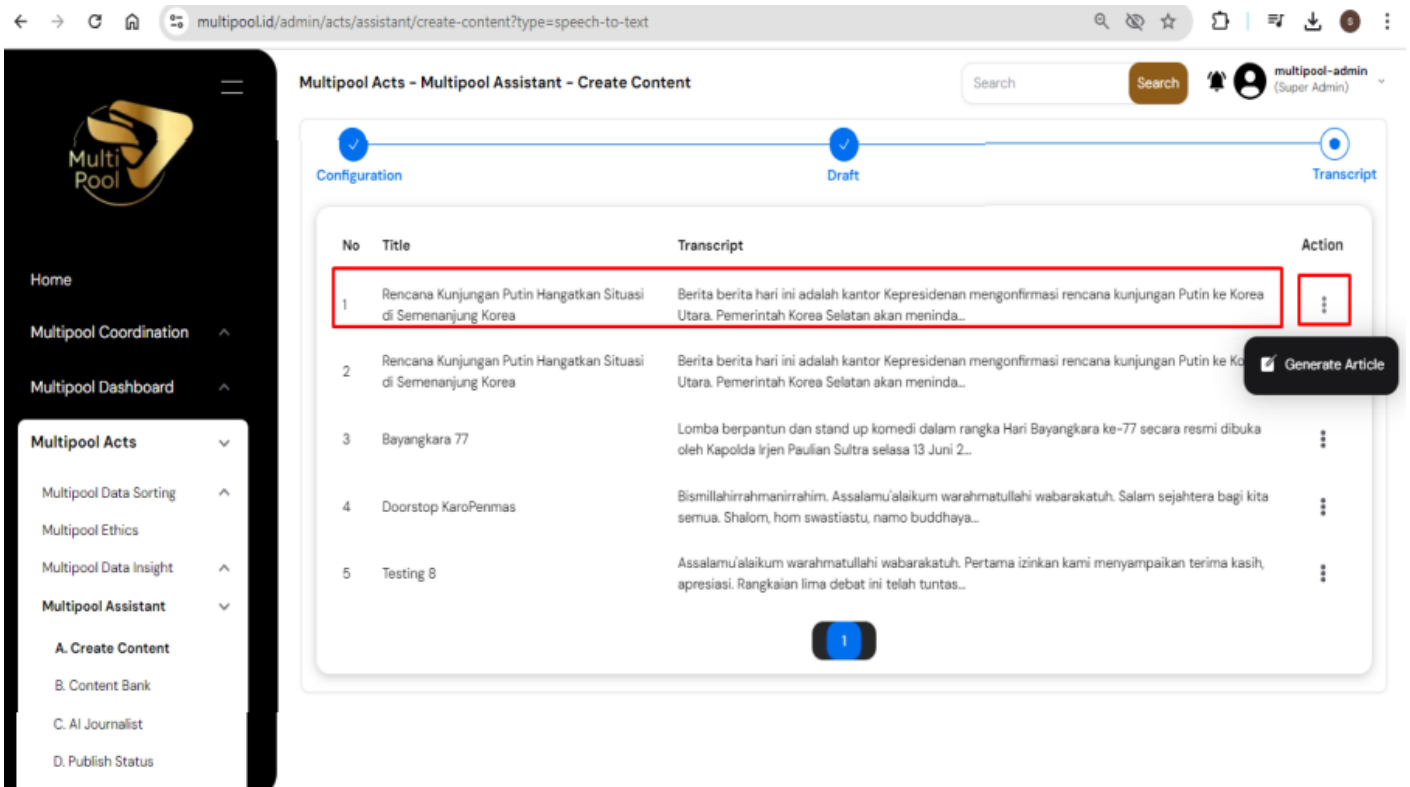 multipool.id/admin/acts/assistant/create-content?type=speech-to-text
S
Multi
Pool
Multipool Acts - Multipool Assistant - Create Content
Search
Search
multipool-admin
(Super Admin)
Configuration
Draft
Transcript
Home
Multipool Coordination
Multipool Dashboard
Multipool Acts
Multipool Data Sorting
Multipool Ethics
Multipool Data Insight
Multipool Assistant
A. Create Content
B. Content Bank
C. AI Journalist
D. Publish Status
No Title Transcript Action
1 Rencana Kunjungan Putin Hangatkan Situasi
di Semenanjung Korea
Berita berita hari ini adalah kantor Kepresidenan mengonfirmasi rencana kunjungan Putin ke Korea
Utara. Pemerintah Korea Selatan akan meninda...
2 Rencana Kunjungan Putin Hangatkan Situasi
di Semenanjung Korea
Berita berita hari ini adalah kantor Kepresidenan mengonfirmasi rencana kunjungan Putin ke Ko
Utara. Pemerintah Korea Selatan akan meninda...
Generate Article
3 Bayangkara 77
Lomba berpantun dan stand up komedi dalam rangka Hari Bayangkara ke-77 secara resmi dibuka
oleh Kapolda Irjen Paulian Sultra selasa 13 Juni 2...
4 Doorstop KaroPenmas
Bismillahirrahmanirrahim. Assalamu'alaikum warahmatullahi wabarakatuh. Salam sejahtera bagi kita
semua. Shalom, hom swastiastu, namo buddhaya...
5 Testing 8
Assalamu'alaikum warahmatullahi wabarakatuh. Pertama izinkan kami menyampaikan terima kasih,
apresiasi. Rangkaian lima debat ini telah tuntas...
1